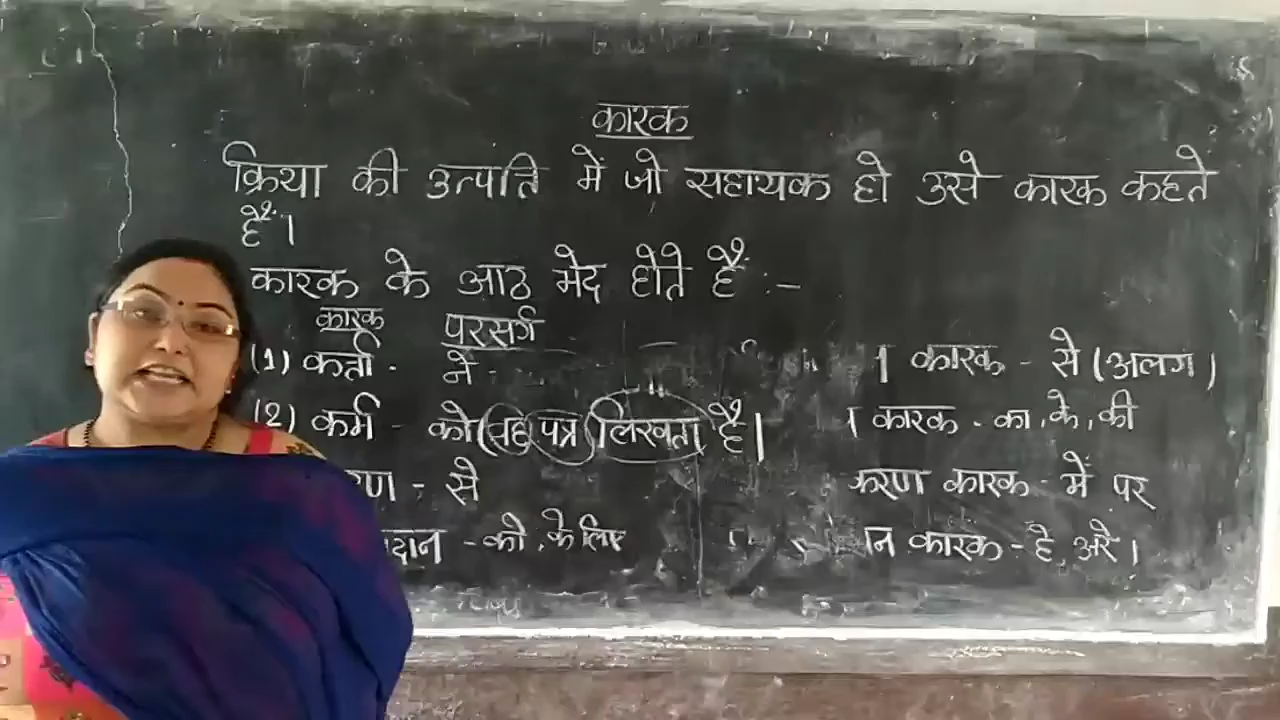 कारक
क्रिया की उत्पति में जो सहायक हो उसे कारक कहते
हैं।
कारक के आठ भेद होते हैं :-
कारक परसर्ग
(1) कर्ता - ने
(2) कर्म - को (वह पत्र लिखता है।
रण - से
दान - को, के लिए
कारक - से (अलग)
कारक - का, के, की
करण कारक - में पर
न कारक - हे, अरे।